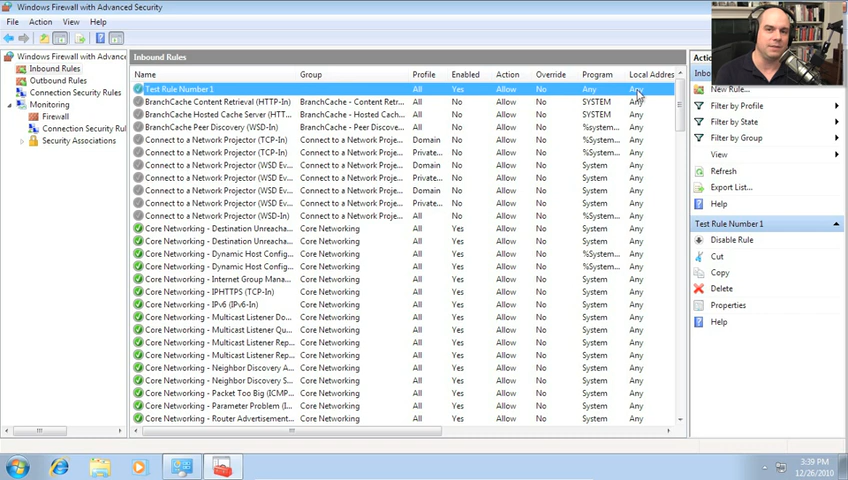 Windows Firewall with Advanced Security
File Action View Help
Windows Firewall with Advance
Inbound Rules
Outbound Rules
Connection Security Rules
Monitoring
Firewall
Connection Security Ru
Security Associations
Inbound Rules
Name Group Profile Enabled Action Override Program Local Addres
Test Rule Number 1 All Yes Allow No Any Any
BranchCache Content Retrieval (HTTP-In) BranchCache - Content Retr... All No Allow No SYSTEM Any
BranchCache Hosted Cache Server (HTT... BranchCache - Hosted Cach... All No Allow No SYSTEM Any
BranchCache Peer Discovery (WSD-In) BranchCache - Peer Discove... All No Allow No %system... Any
Connect to a Network Projector (TCP-In) Connect to a Network Proje... Domain No Allow No %System... Any
Connect to a Network Projector (TCP-In) Connect to a Network Proje... Private... No Allow No %System... Any
Connect to a Network Projector (WSD Ev... Connect to a Network Proje... Domain No Allow No System Any
Connect to a Network Projector (WSD Ev... Connect to a Network Proje... Private... No Allow No System Any
Connect to a Network Projector (WSD Ev... Connect to a Network Proje... Domain No Allow No System Any
Connect to a Network Projector (WSD Ev... Connect to a Network Proje... Private... No Allow No System Any
Connect to a Network Projector (WSD-In) Connect to a Network Proje... All No Allow No %System... Any
Core Networking - Destination Unreacha... Core Networking All Yes Allow No System Any
Core Networking - Destination Unreacha... Core Networking All Yes Allow No System Any
Core Networking - Dynamic Host Config... Core Networking All Yes Allow No %System... Any
Core Networking - Dynamic Host Config... Core Networking All Yes Allow No %System... Any
Core Networking - Internet Group Mana... Core Networking All Yes Allow No System Any
Core Networking - IPHTTPS (TCP-In) Core Networking All Yes Allow No System Any
Core Networking - IPv6 (IPv6-In) Core Networking All Yes Allow No System Any
Core Networking - Multicast Listener Do... Core Networking All Yes Allow No System Any
Core Networking - Multicast Listener Qu... Core Networking All Yes Allow No System Any
Core Networking - Multicast Listener Rep... Core Networking All Yes Allow No System Any
Core Networking - Neighbor Discovery A... Core Networking All Yes Allow No System Any
Core Networking - Neighbor Discovery S... Core Networking All Yes Allow No System Any
Core Networking - Packet Too Big (ICMP... Core Networking All Yes Allow No System Any
Core Networking - Parameter Problem (I... Core Networking All Yes Allow No System Any
Core Networking - Router Advertisement... Core Networking All Yes Allow No System Any
Actio
Inbou
New Rule...
Filter by Profile
Filter by State
Filter by Group
View
Refresh
Export List...
Help
Test Rule Number 1
Disable Rule
Cut
Copy
Delete
Properties
Help
3:39 PM
12/26/2010